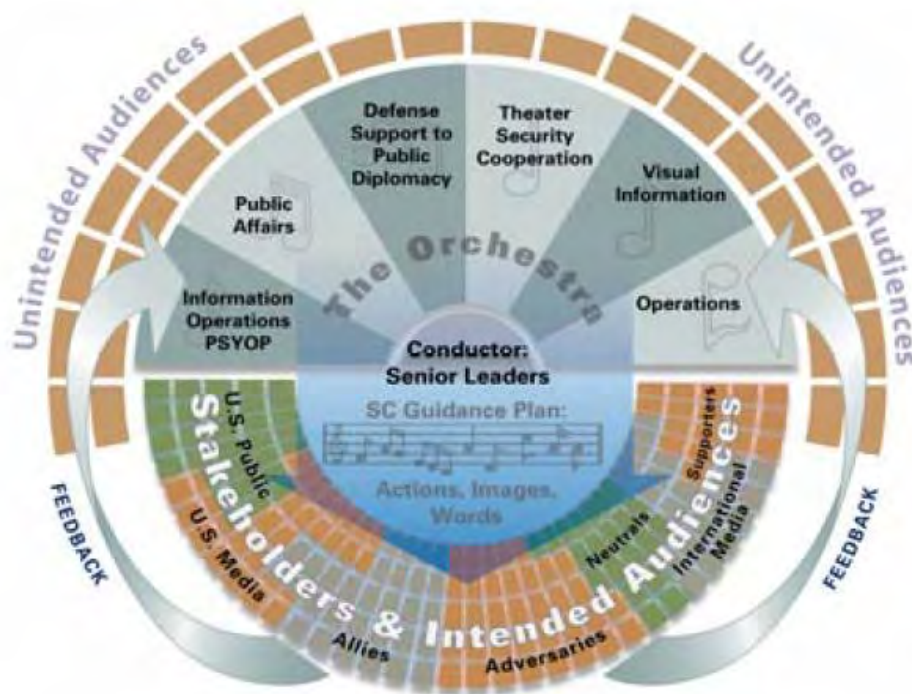 Unintended Audiences
Unintended Audiences
Defense
Support to
Public
Diplomacy
Theater
Security
Cooperation
Public
Affairs
Visual
Information
Information
Operations
PSYOP
Operations
The Orchestra
Conductor:
Senior Leaders
SC Guidance Plan:
Actions, Images,
Words
Stakeholders & Intended Audiences
U.S. Public
U.S. Media
Allies
Adversaries
Neutrals
International
Media
Supporters
FEEDBACK
FEEDBACK